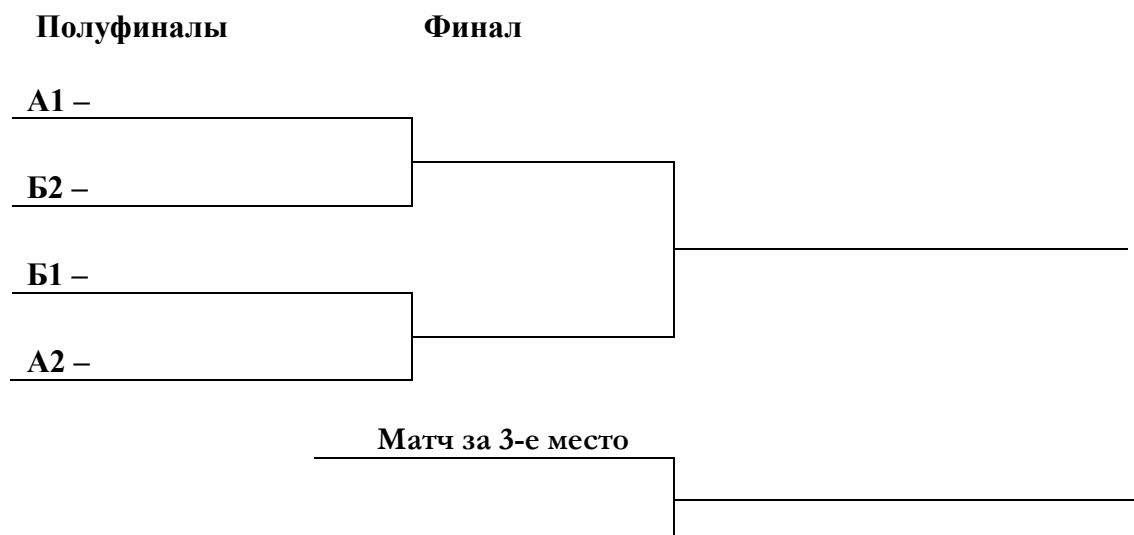 Полуфиналы Финал
А1 –
Б2 –
Б1 –
А2 –
Матч за 3-е место